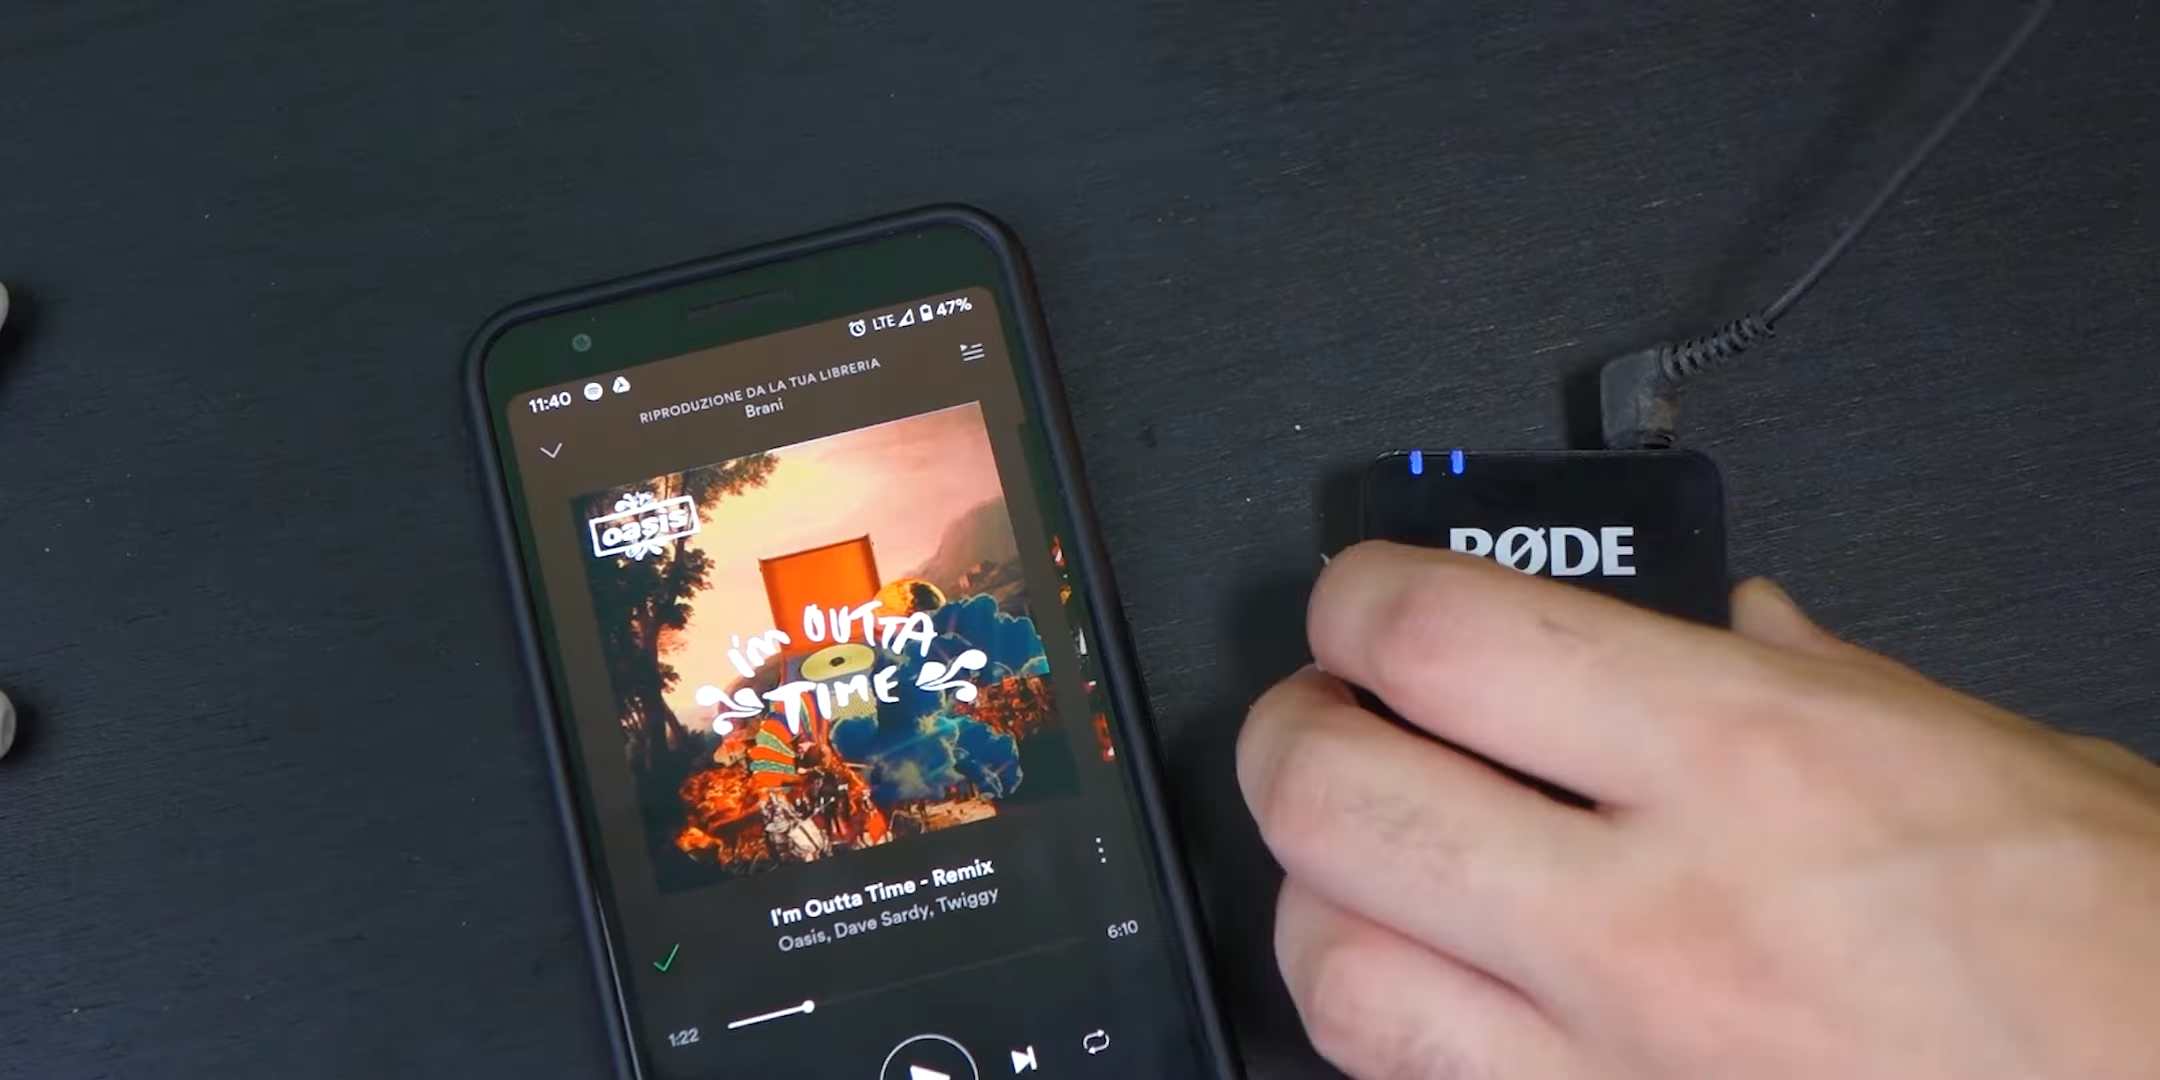 11:40
LTE 47%
RIPRODUZIONE DA LA TUA LIBRERIA
Brani
oasis
i'm OUTTA
TIME
I'm Outta Time - Remix
Oasis, Dave Sardy, Twiggy
1:22
6:10
RØDE